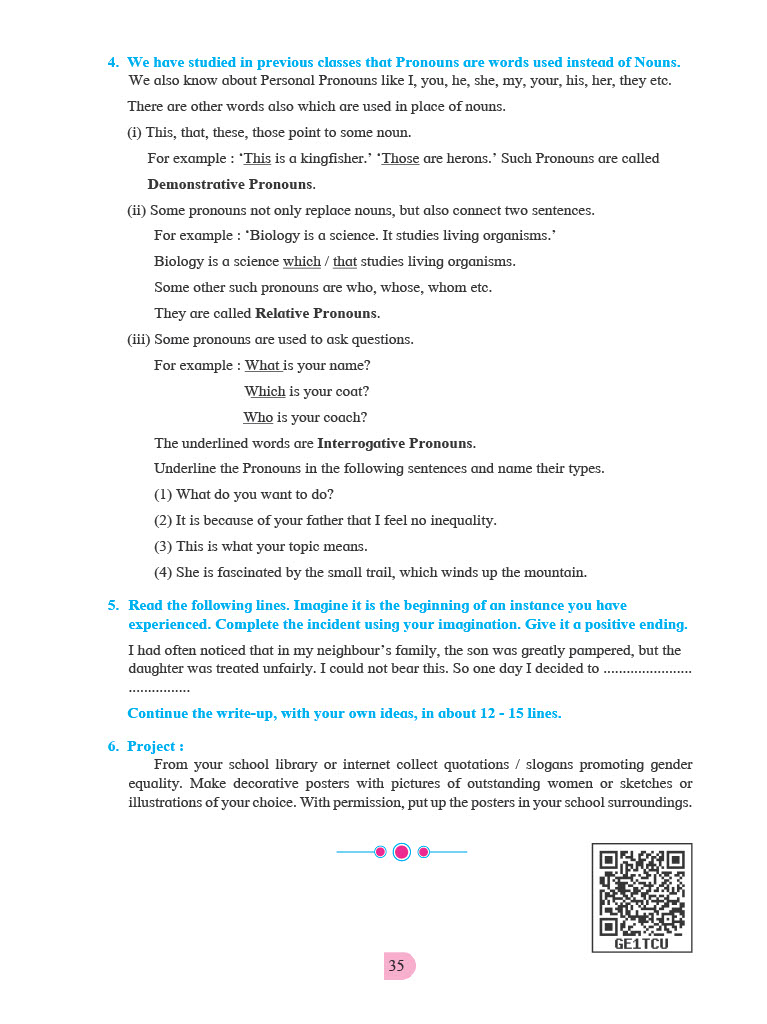 4. We have studied in previous classes that Pronouns are words used instead of Nouns.
We also know about Personal Pronouns like I, you, he, she, my, your, his, her, they etc.
There are other words also which are used in place of nouns.
(i) This, that, these, those point to some noun.
For example : ‘This is a kingfisher.’ ‘Those are herons.’ Such Pronouns are called
Demonstrative Pronouns.
(ii) Some pronouns not only replace nouns, but also connect two sentences.
For example : ‘Biology is a science. It studies living organisms.’
Biology is a science which / that studies living organisms.
Some other such pronouns are who, whose, whom etc.
They are called Relative Pronouns.
(iii) Some pronouns are used to ask questions.
For example : What is your name?
Which is your coat?
Who is your coach?
The underlined words are Interrogative Pronouns.
Underline the Pronouns in the following sentences and name their types.
(1) What do you want to do?
(2) It is because of your father that I feel no inequality.
(3) This is what your topic means.
(4) She is fascinated by the small trail, which winds up the mountain.
5. Read the following lines. Imagine it is the beginning of an instance you have
experienced. Complete the incident using your imagination. Give it a positive ending.
I had often noticed that in my neighbour’s family, the son was greatly pampered, but the
daughter was treated unfairly. I could not bear this. So one day I decided to .......................
................
Continue the write-up, with your own ideas, in about 12 - 15 lines.
6. Project :
From your school library or internet collect quotations / slogans promoting gender
equality. Make decorative posters with pictures of outstanding women or sketches or
illustrations of your choice. With permission, put up the posters in your school surroundings.
GE1TCU
35